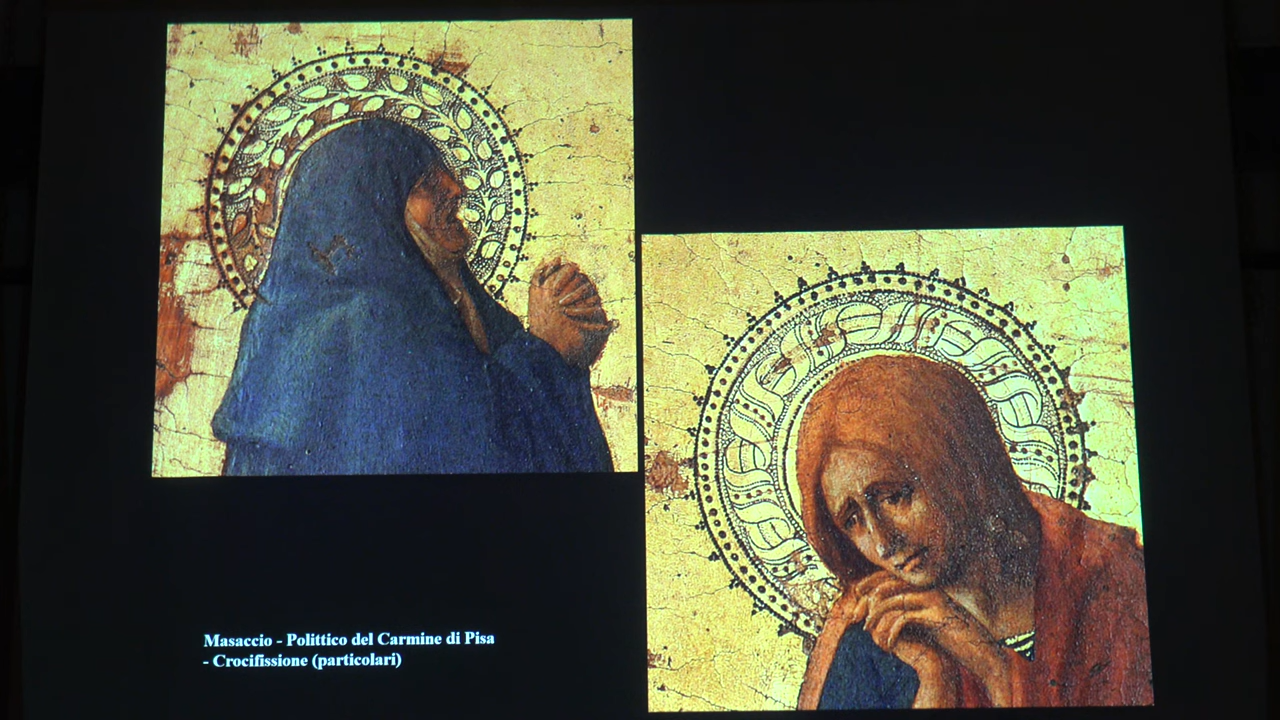 Masaccio - Polittico del Carmine di Pisa
- Crocifissione (particolari)